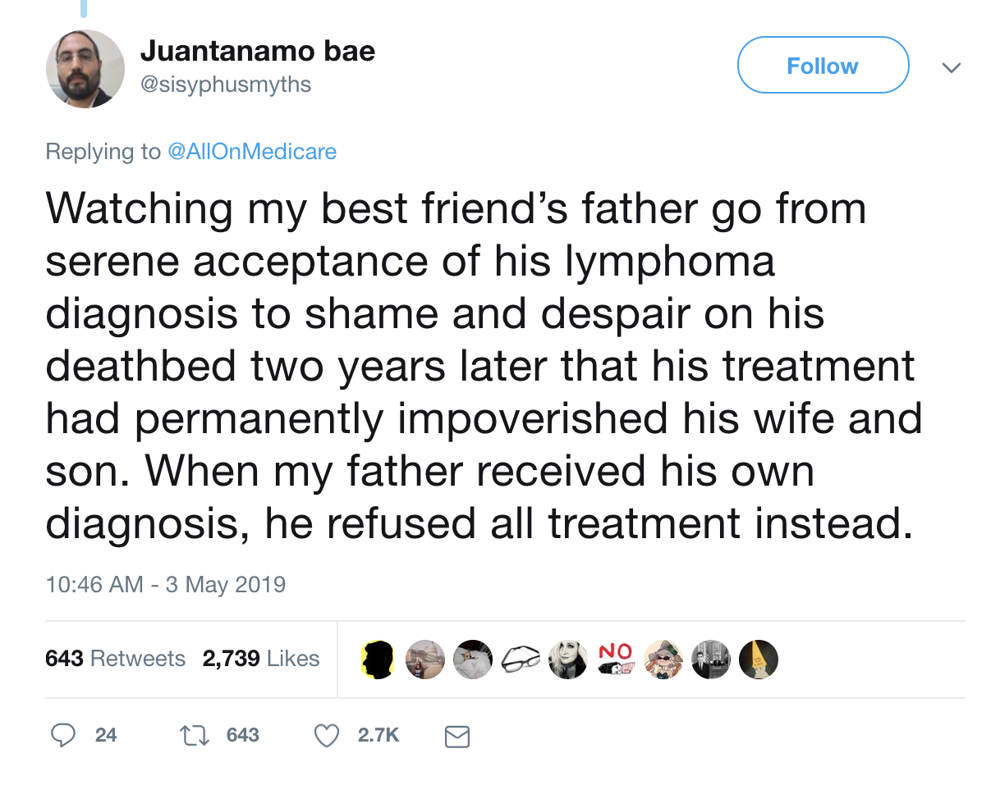 Juantanamo bae
@sisyphusmyths
Follow
Replying to @AllOnMedicare
Watching my best friend’s father go from
serene acceptance of his lymphoma
diagnosis to shame and despair on his
deathbed two years later that his treatment
had permanently impoverished his wife and
son. When my father received his own
diagnosis, he refused all treatment instead.
10:46 AM - 3 May 2019
643 Retweets 2,739 Likes
NO
24 643 2.7K